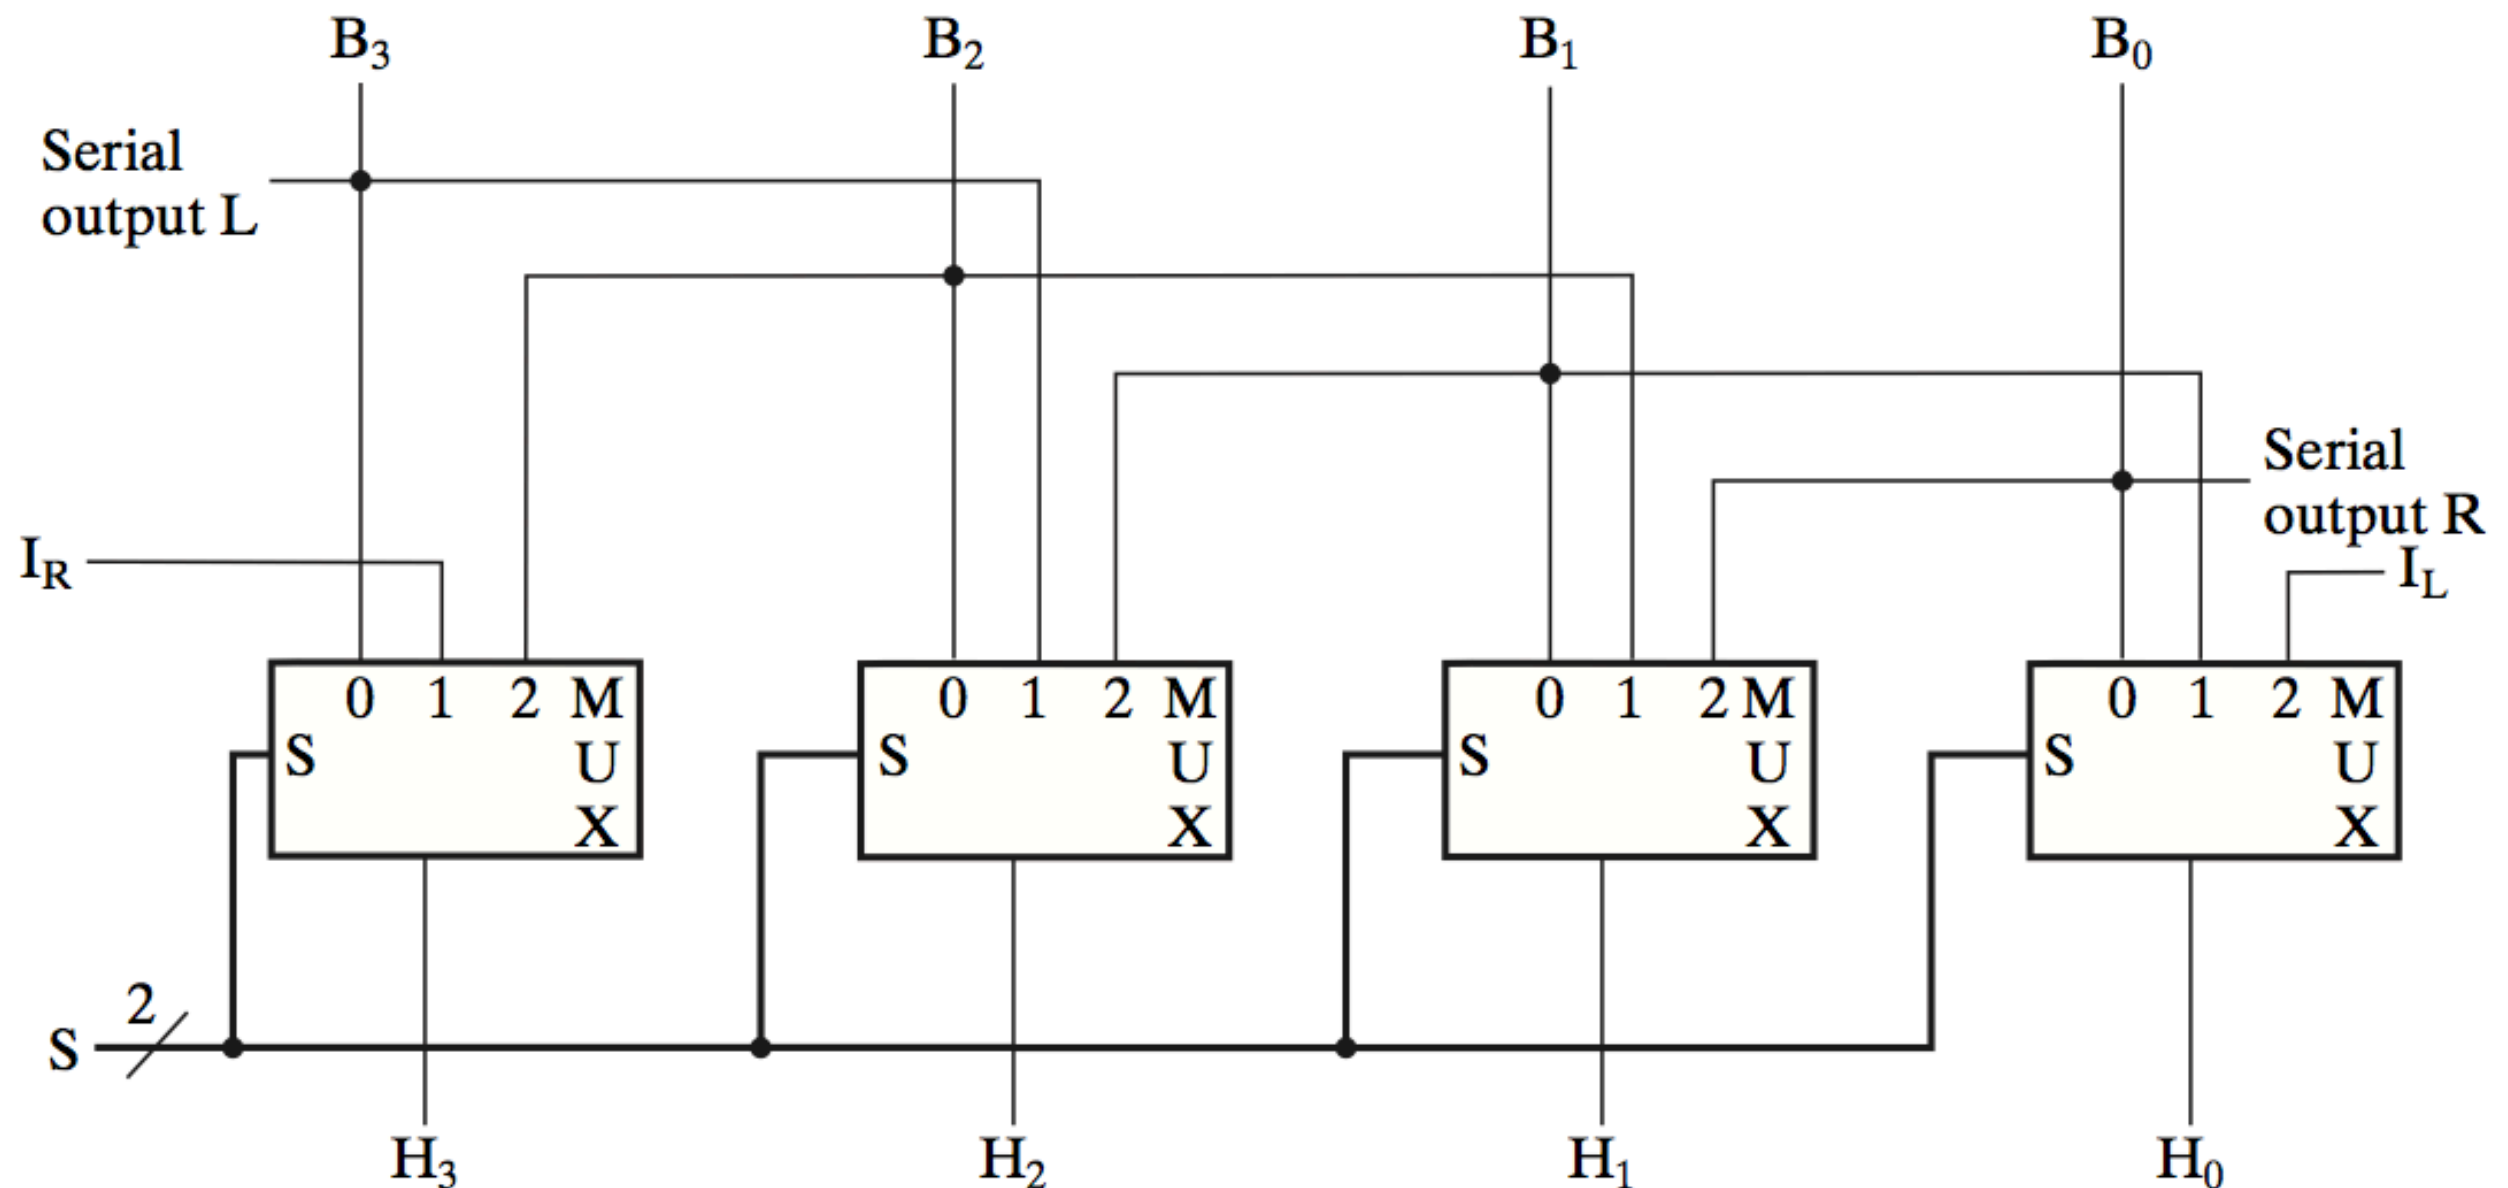 B3 B2 B1 B0
Serial
output L
Serial
output R
IR
IL
0 1 2 M 0 1 2 M 0 1 2 M 0 1 2 M
S U S U S U S U
X X X X
2
S
H3 H2 H1 H0